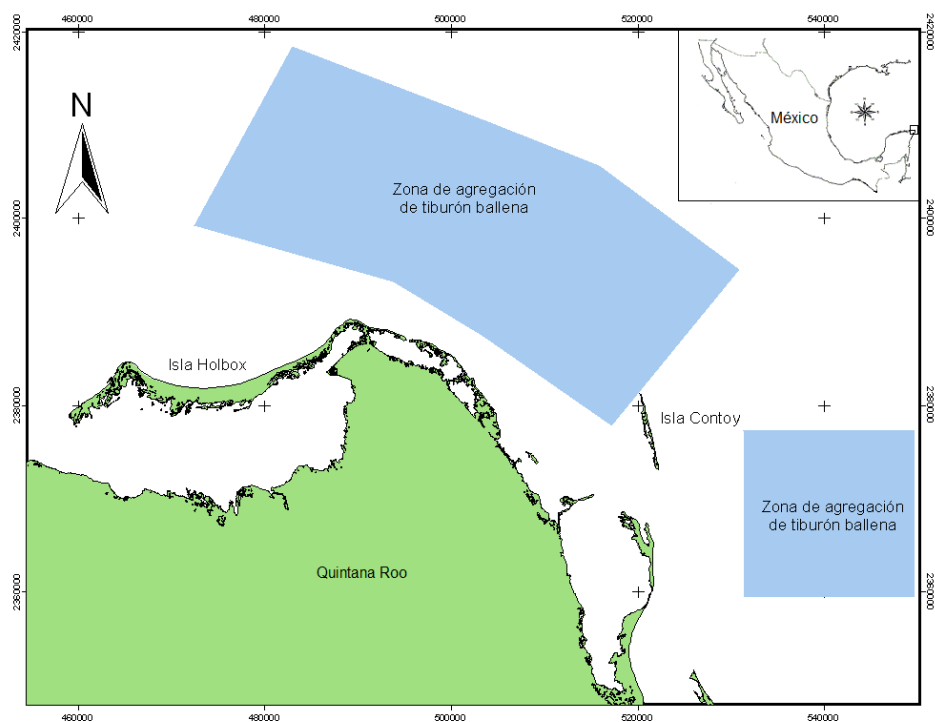 460000 480000 500000 520000 540000
2420000 2420000
N
México
Zona de agregación
de tiburón ballena
2400000 2400000
Isla Holbox
2380000 2380000
Isla Contoy
Zona de agregación
de tiburón ballena
Quintana Roo
2360000 2360000
460000 480000 500000 520000 540000